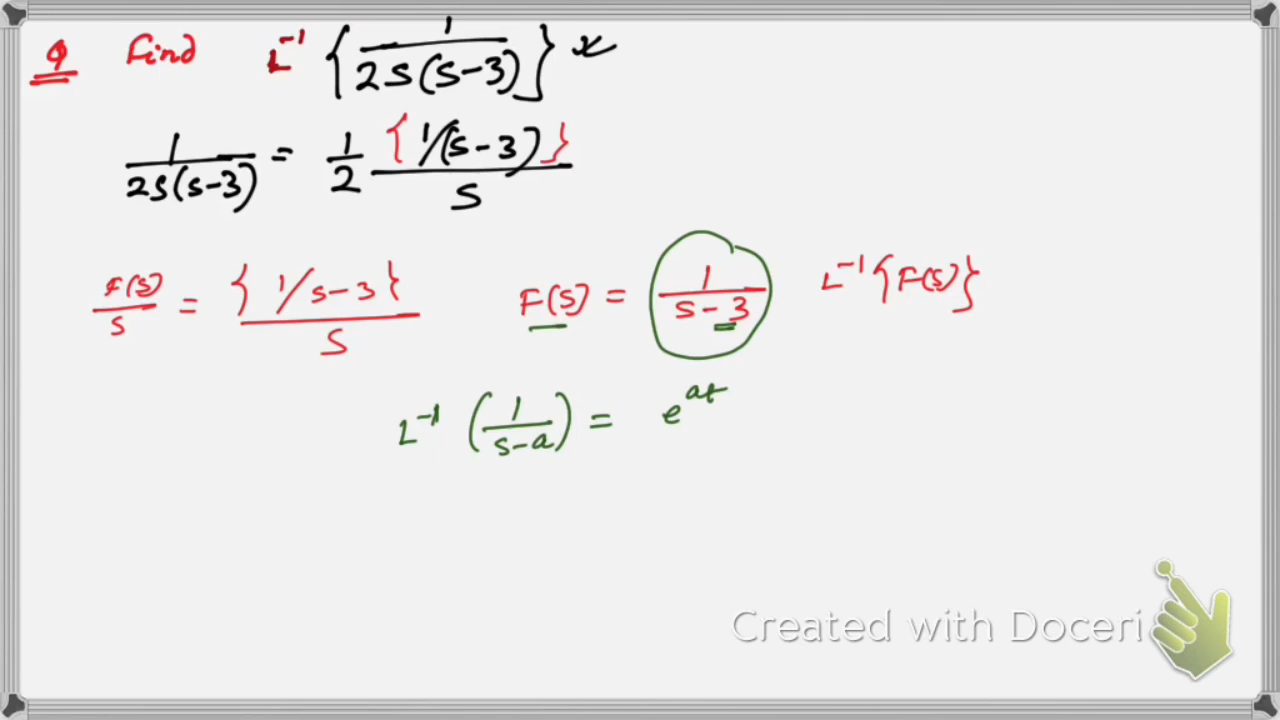 Q Find L⁻¹ { 1 / 2s(s-3) } x
1 / 2s(s-3) = 1/2 {1/(s-3)} / s
F(s)/s = {1/s-3} / s F(s) = 1 / s-3 L⁻¹{F(s)}
L⁻¹ (1 / s-a) = e^at
Created with Doceri